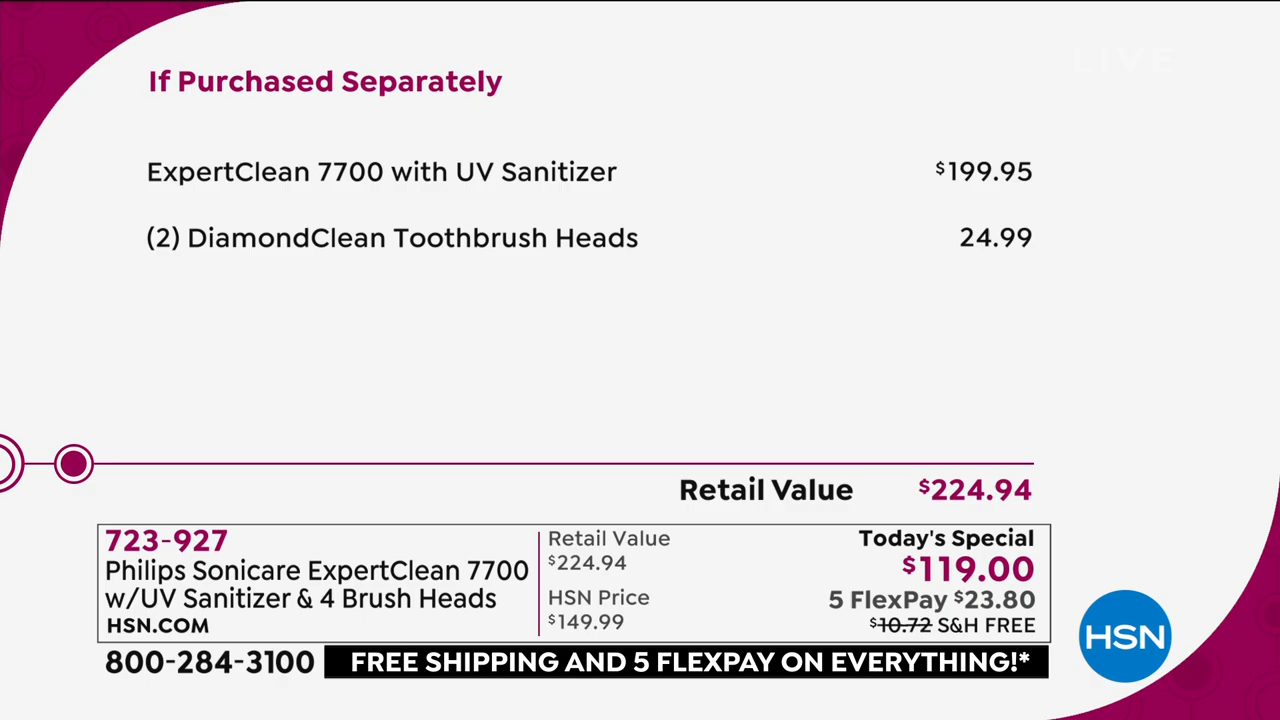 LIVE
If Purchased Separately
ExpertClean 7700 with UV Sanitizer $199.95
(2) DiamondClean Toothbrush Heads 24.99
Retail Value $224.94
723-927
Philips Sonicare ExpertClean 7700
w/UV Sanitizer & 4 Brush Heads
HSN.COM
Retail Value
$224.94
HSN Price
$149.99
Today's Special
$119.00
5 FlexPay $23.80
$10.72 S&H FREE
HSN
800-284-3100 FREE SHIPPING AND 5 FLEXPAY ON EVERYTHING!*